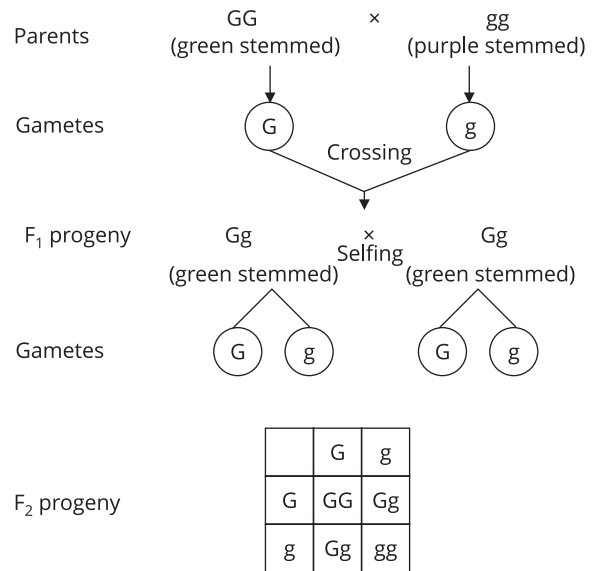 Parents GG × gg
(green stemmed) (purple stemmed)
Gametes G g
Crossing
F₁ progeny Gg × Gg
Selfing
(green stemmed) (green stemmed)
Gametes G g G g
G g
F₂ progeny G GG Gg
g Gg gg